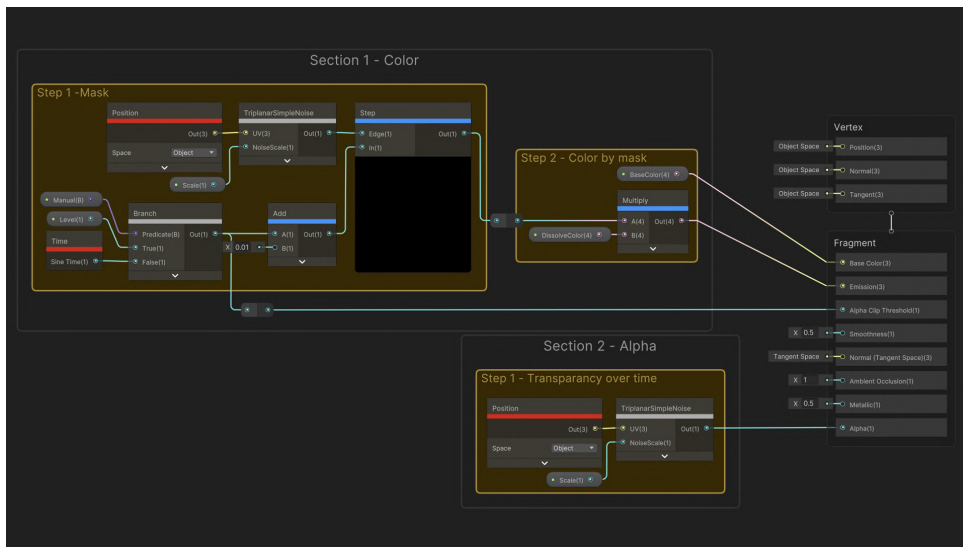 Section 1 - Color
Step 1 -Mask
Position
Out(3)
Space
Object
TriplanarSimpleNoise
UV(3)
Out(1)
NoiseScale(1)
Step
Edge(1)
Out(1)
In(1)
Scale(1)
Manuel(B)
Level(1)
Time
Sine Time(1)
Branch
Predicate(B)
Out(1)
True(1)
False(1)
Add
A(1)
Out(1)
X 0.01
B(1)
Step 2 - Color by mask
BaseColor(4)
Multiply
A(4)
Out(4)
DissolveColor(4)
B(4)
Vertex
Object Space
Position(3)
Object Space
Normal(3)
Object Space
Tangent(3)
Fragment
Base Color(3)
Emission(3)
Alpha Clip Threshold(1)
X 0.5
Smoothness(1)
Tangent Space
Normal (Tangent Space)(3)
X 1
Ambient Occlusion(1)
X 0.5
Metallic(1)
Alpha(1)
Section 2 - Alpha
Step 1 - Transparancy over time
Position
Out(3)
Space
Object
TriplanarSimpleNoise
UV(3)
Out(1)
NoiseScale(1)
Scale(1)